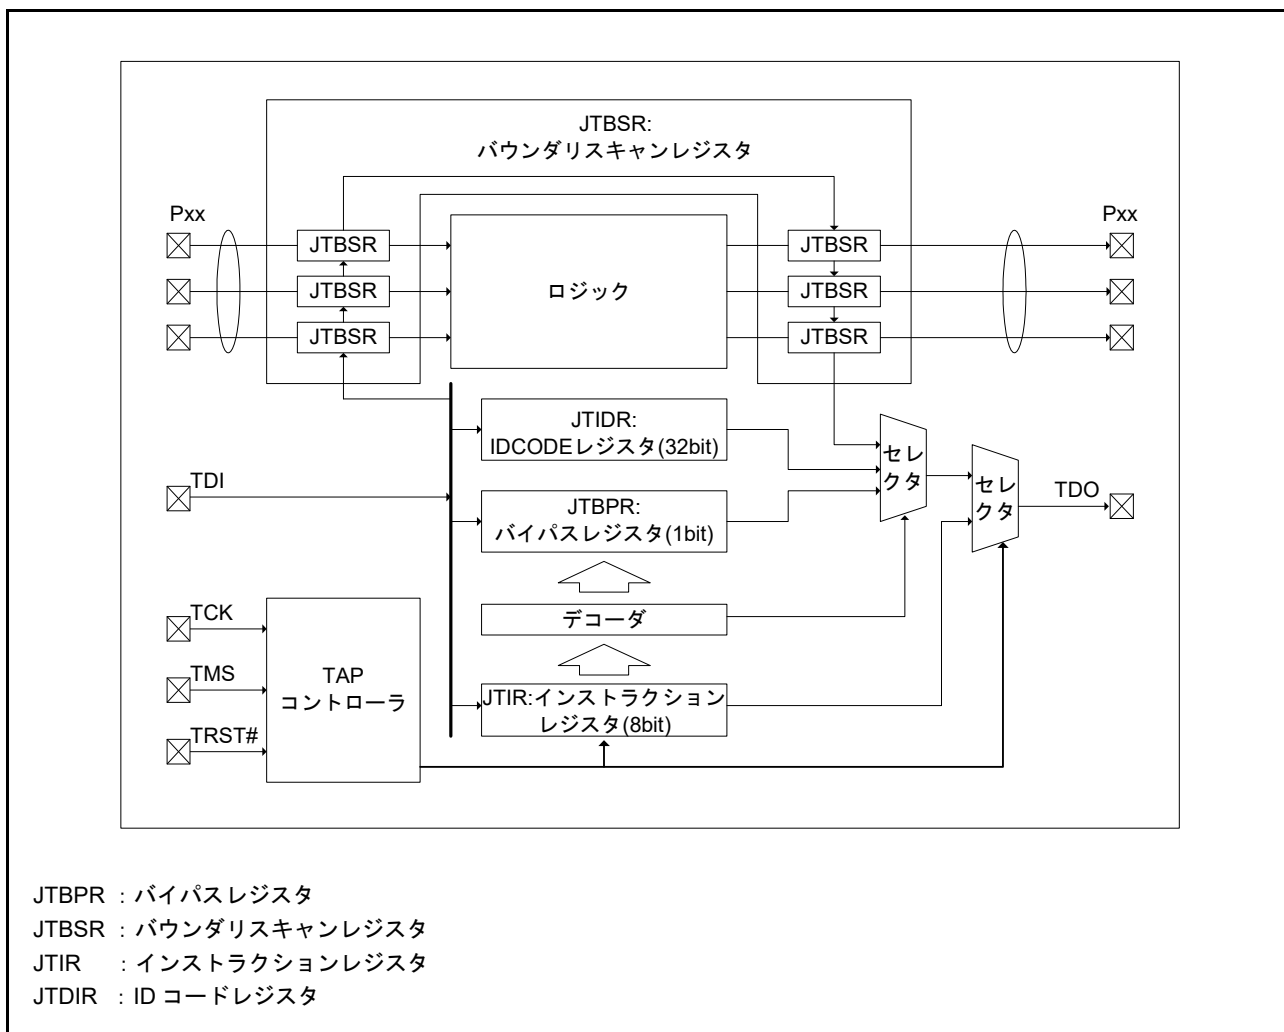 JTBSR:
バウンダリスキャンレジスタ
Pxx
Pxx
JTBSR
JTBSR
JTBSR
ロジック
JTBSR
JTBSR
JTBSR
JTIDR:
IDCODEレジスタ(32bit)
TDI
JTBPR:
バイパスレジスタ(1bit)
セレ
クタ
セレ
クタ
TDO
デコーダ
TCK
TMS
TRST#
TAP
コントローラ
JTIR:インストラクション
レジスタ(8bit)
JTBPR : バイパスレジスタ
JTBSR : バウンダリスキャンレジスタ
JTIR : インストラクションレジスタ
JTDIR : ID コードレジスタ